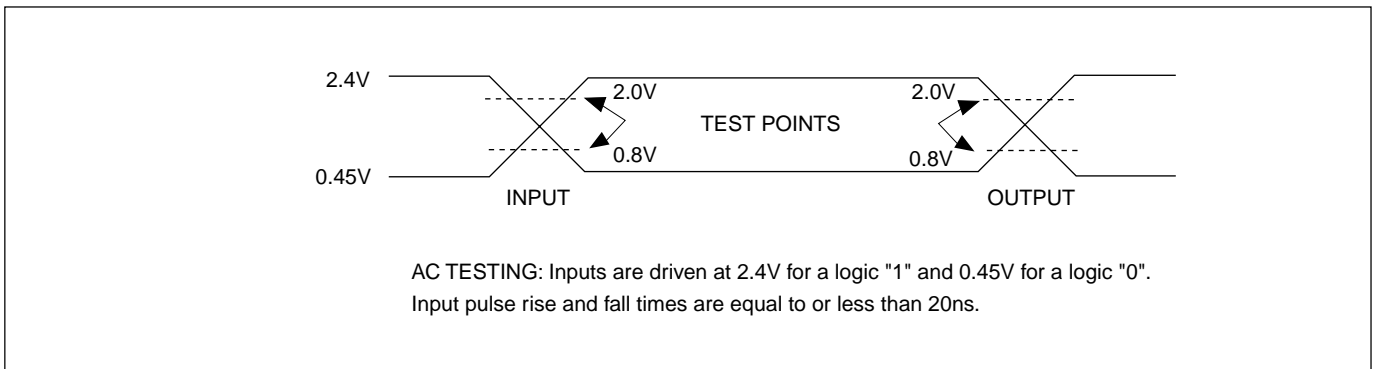 2.4V
2.0V
2.0V
TEST POINTS
0.8V
0.8V
0.45V
INPUT
OUTPUT
AC TESTING: Inputs are driven at 2.4V for a logic "1" and 0.45V for a logic "0".
Input pulse rise and fall times are equal to or less than 20ns.